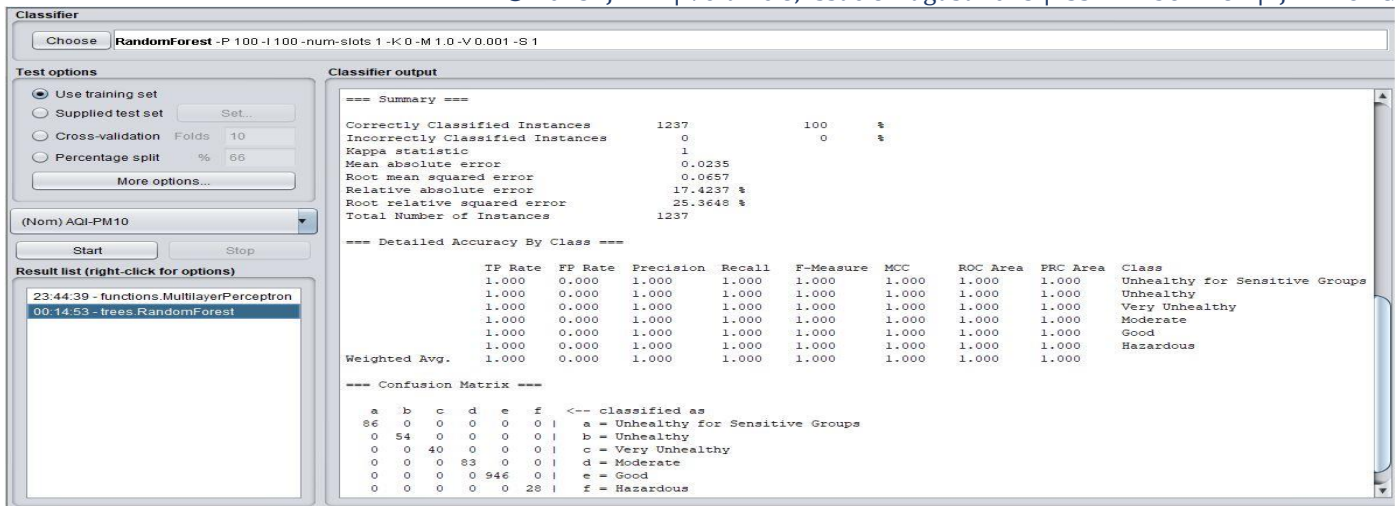 Classifier
Choose RandomForest -P 100 -I 100 -num-slots 1 -K 0 -M 1.0 -V 0.001 -S 1
Test options
Use training set
Supplied test set Set...
Cross-validation Folds 10
Percentage split % 66
More options...
(Nom) AQI-PM10
Start Stop
Result list (right-click for options)
23:44:39 - functions.MultilayerPerceptron
00:14:53 - trees.RandomForest
Classifier output
=== Summary ===
Correctly Classified Instances 1237 100 %
Incorrectly Classified Instances 0 0 %
Kappa statistic 1
Mean absolute error 0.0235
Root mean squared error 0.0657
Relative absolute error 17.4237 %
Root relative squared error 25.3648 %
Total Number of Instances 1237
=== Detailed Accuracy By Class ===
TP Rate FP Rate Precision Recall F-Measure MCC ROC Area PRC Area Class
1.000 0.000 1.000 1.000 1.000 1.000 1.000 1.000 Unhealthy for Sensitive Groups
1.000 0.000 1.000 1.000 1.000 1.000 1.000 1.000 Unhealthy
1.000 0.000 1.000 1.000 1.000 1.000 1.000 1.000 Very Unhealthy
1.000 0.000 1.000 1.000 1.000 1.000 1.000 1.000 Moderate
1.000 0.000 1.000 1.000 1.000 1.000 1.000 1.000 Good
1.000 0.000 1.000 1.000 1.000 1.000 1.000 1.000 Hazardous
Weighted Avg. 1.000 0.000 1.000 1.000 1.000 1.000 1.000 1.000
=== Confusion Matrix ===
a b c d e f <-- classified as
86 0 0 0 0 0 | a = Unhealthy for Sensitive Groups
0 54 0 0 0 0 | b = Unhealthy
0 0 40 0 0 0 | c = Very Unhealthy
0 0 0 83 0 0 | d = Moderate
0 0 0 0 946 0 | e = Good
0 0 0 0 0 28 | f = Hazardous